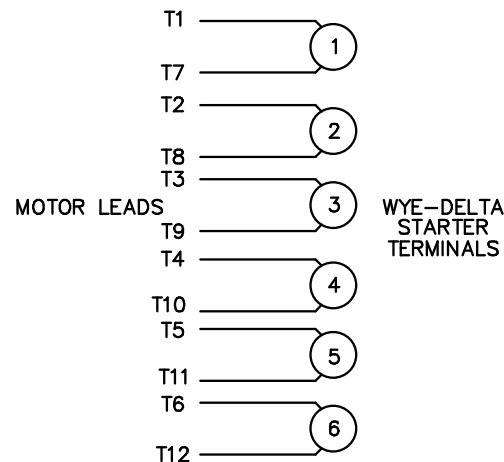 T1
1
T7
T2
2
T8
T3
MOTOR LEADS
3
WYE-DELTA
STARTER
TERMINALS
T9
T4
4
T10
T5
5
T11
T6
6
T12